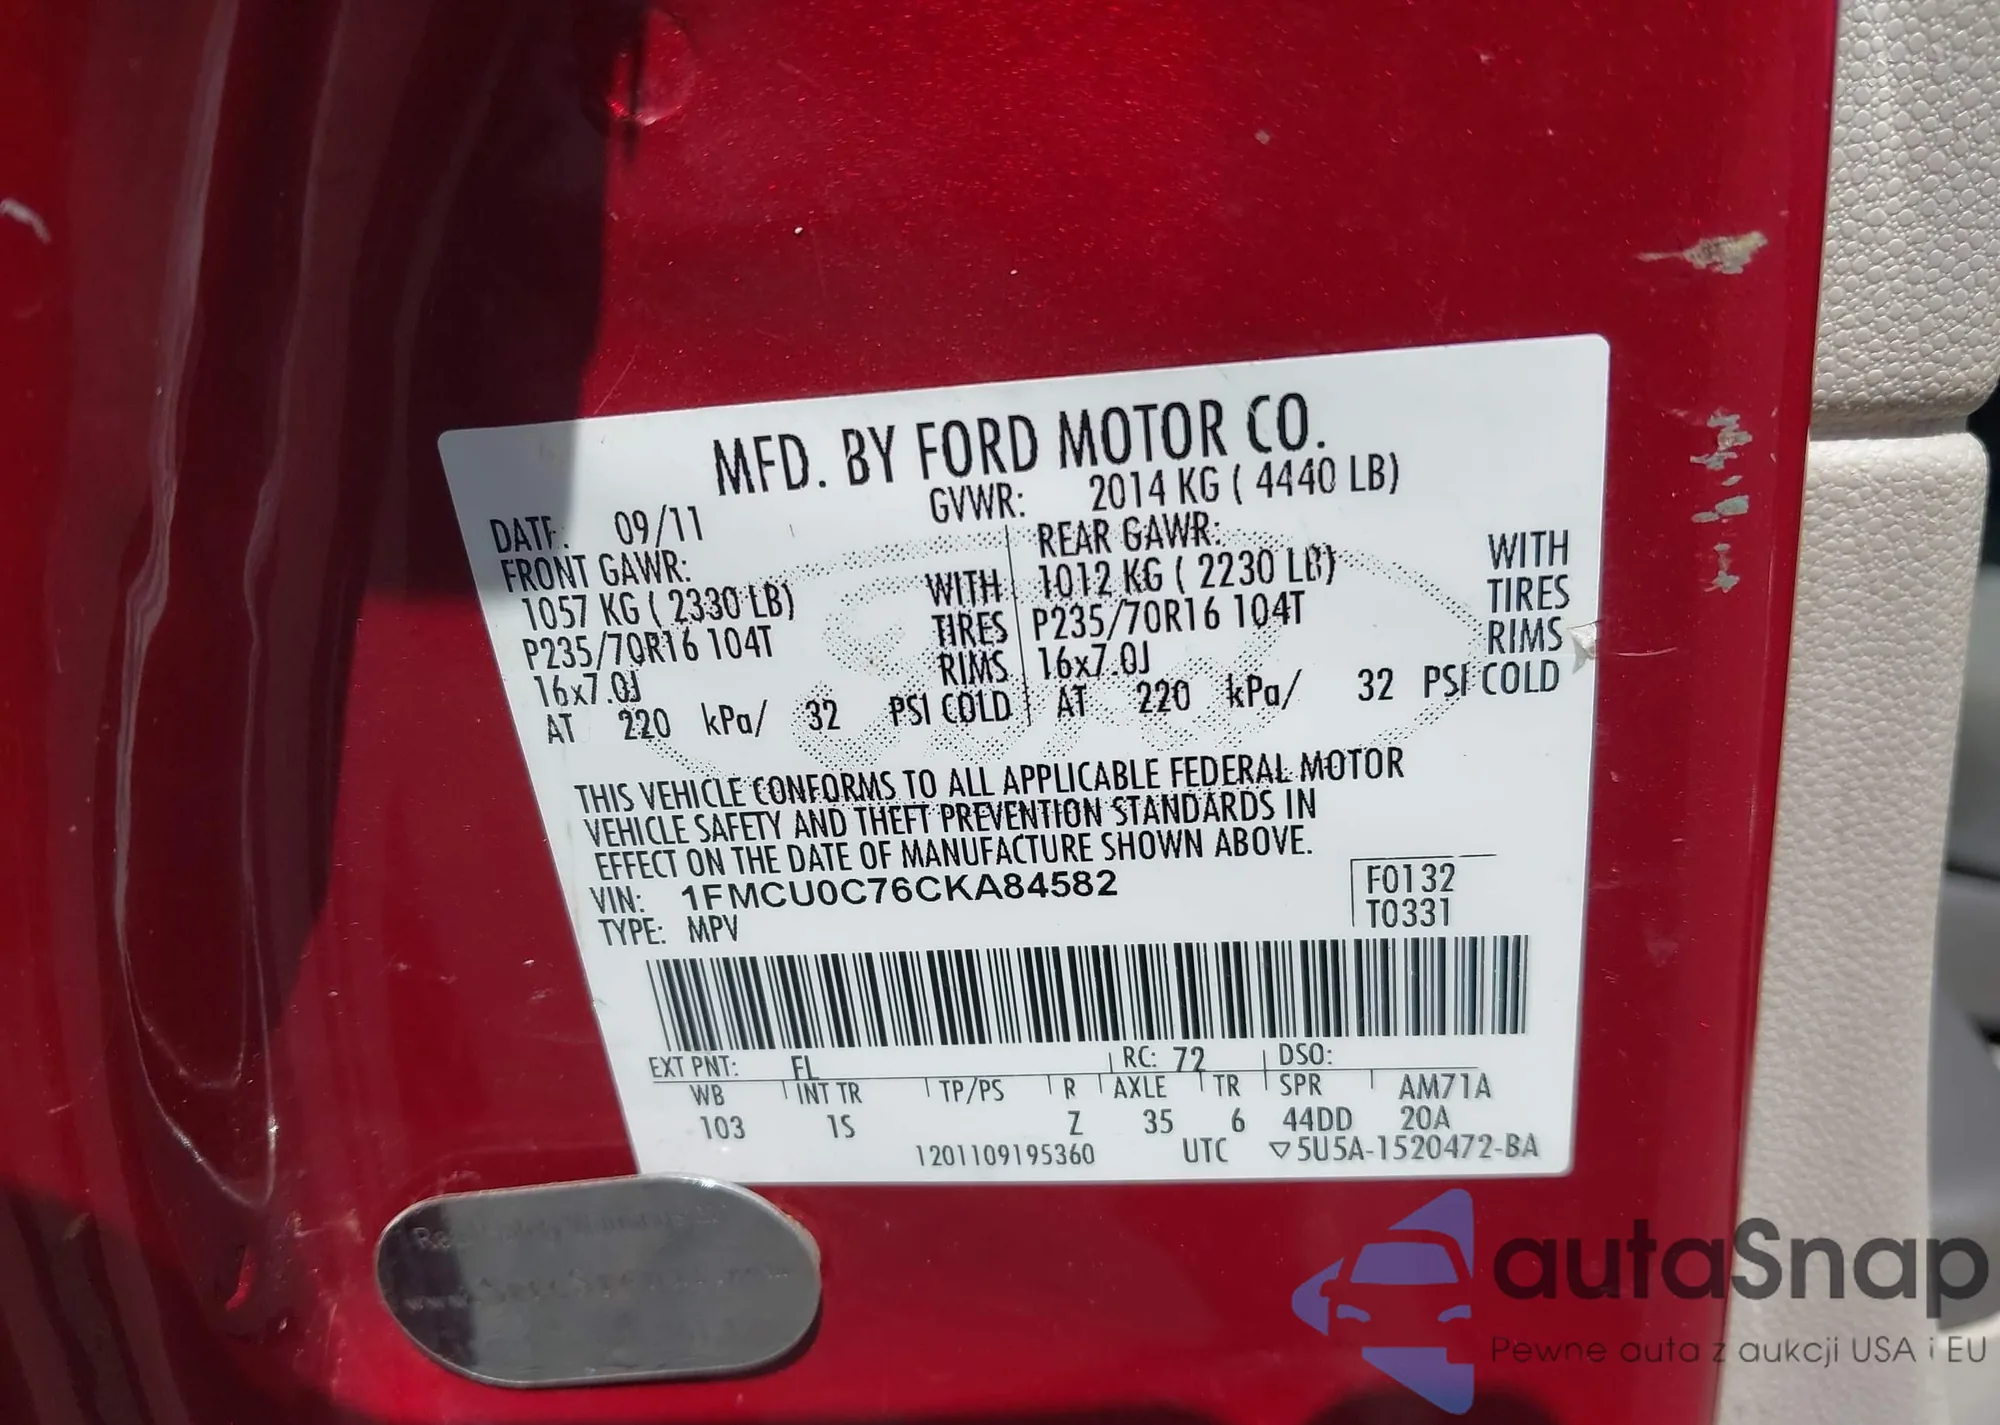 MFD. BY FORD MOTOR CO.
DATE: 09/11 GVWR: 2014 KG ( 4440 LB)
FRONT GAWR: REAR GAWR:
1057 KG ( 2330 LB) WITH 1012 KG ( 2230 LB) WITH
P235/70R16 104T TIRES P235/70R16 104T TIRES
16x7.0J RIMS 16x7.0J RIMS
AT 220 kPa/ 32 PSI COLD AT 220 kPa/ 32 PSI COLD
THIS VEHICLE CONFORMS TO ALL APPLICABLE FEDERAL MOTOR
VEHICLE SAFETY AND THEFT PREVENTION STANDARDS IN
EFFECT ON THE DATE OF MANUFACTURE SHOWN ABOVE.
VIN: 1FMCU0C76CKA84582 F0132
TYPE: MPV T0331
EXT PNT: FL RC: 72 DSO:
WB INT TR TP/PS R AXLE TR SPR AM71A
103 1S Z 35 6 44DD 20A
1201109195360 UTC ▽5U5A-1520472-BA
autaSnap
Pewne auta z aukcji USA i EU